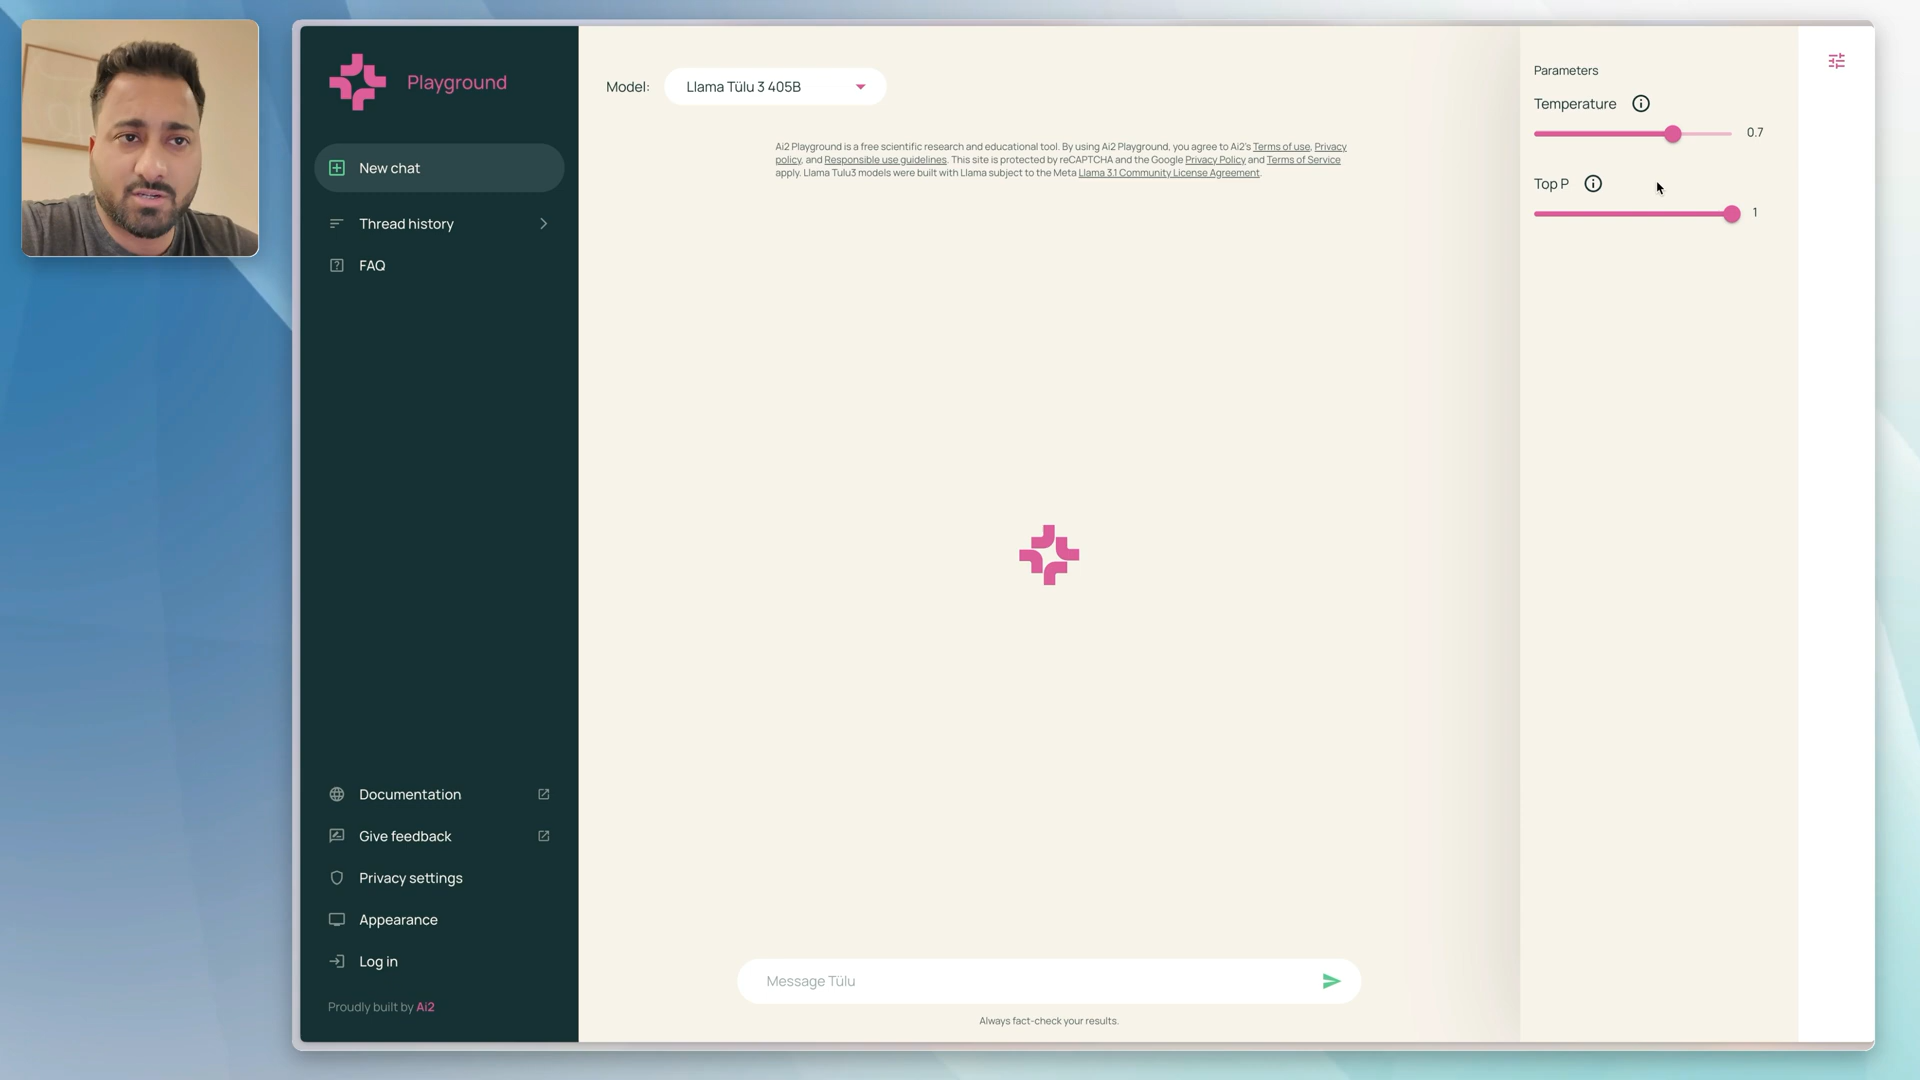 Playground
New chat
Thread history
FAQ
Documentation
Give feedback
Privacy settings
Appearance
Log in
Proudly built by Ai2
Model: Llama Tülu 3 405B
Ai2 Playground is a free scientific research and educational tool. By using Ai2 Playground, you agree to Ai2's Terms of use, Privacy
policy, and Responsible use guidelines. This site is protected by reCAPTCHA and the Google Privacy Policy and Terms of Service
apply. Llama Tulu3 models were built with Llama subject to the Meta Llama 3.1 Community License Agreement.
Message Tülu
Always fact-check your results.
Parameters
Temperature
0.7
Top P
1